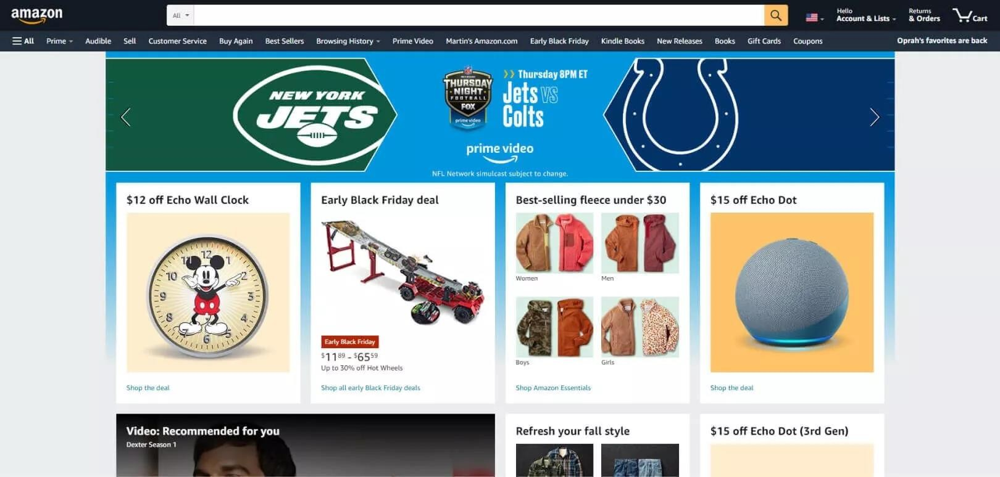 amazon
All
Hello
Account & Lists
Returns
& Orders
Cart
All
Prime
Audible
Sell
Customer Service
Buy Again
Best Sellers
Browsing History
Prime Video
Martin's Amazon.com
Early Black Friday
Kindle Books
New Releases
Books
Gift Cards
Coupons
Oprah's favorites are back
NEW YORK
JETS
NFL
THURSDAY
NIGHT
FOOTBALL
FOX
prime video
Thursday 8PM ET
Jets VS
Colts
prime video
NFL Network simulcast subject to change.
$12 off Echo Wall Clock
12
1
2
3
4
5
6
7
8
9
10
11
Shop the deal
Early Black Friday deal
Early Black Friday
$11 89 - $65 59
Up to 30% off Hot Wheels
Shop all early Black Friday deals
Best-selling fleece under $30
Women
Men
Boys
Girls
Shop Amazon Essentials
$15 off Echo Dot
Shop the deal
Video: Recommended for you
Dexter Season 1
Refresh your fall style
$15 off Echo Dot (3rd Gen)